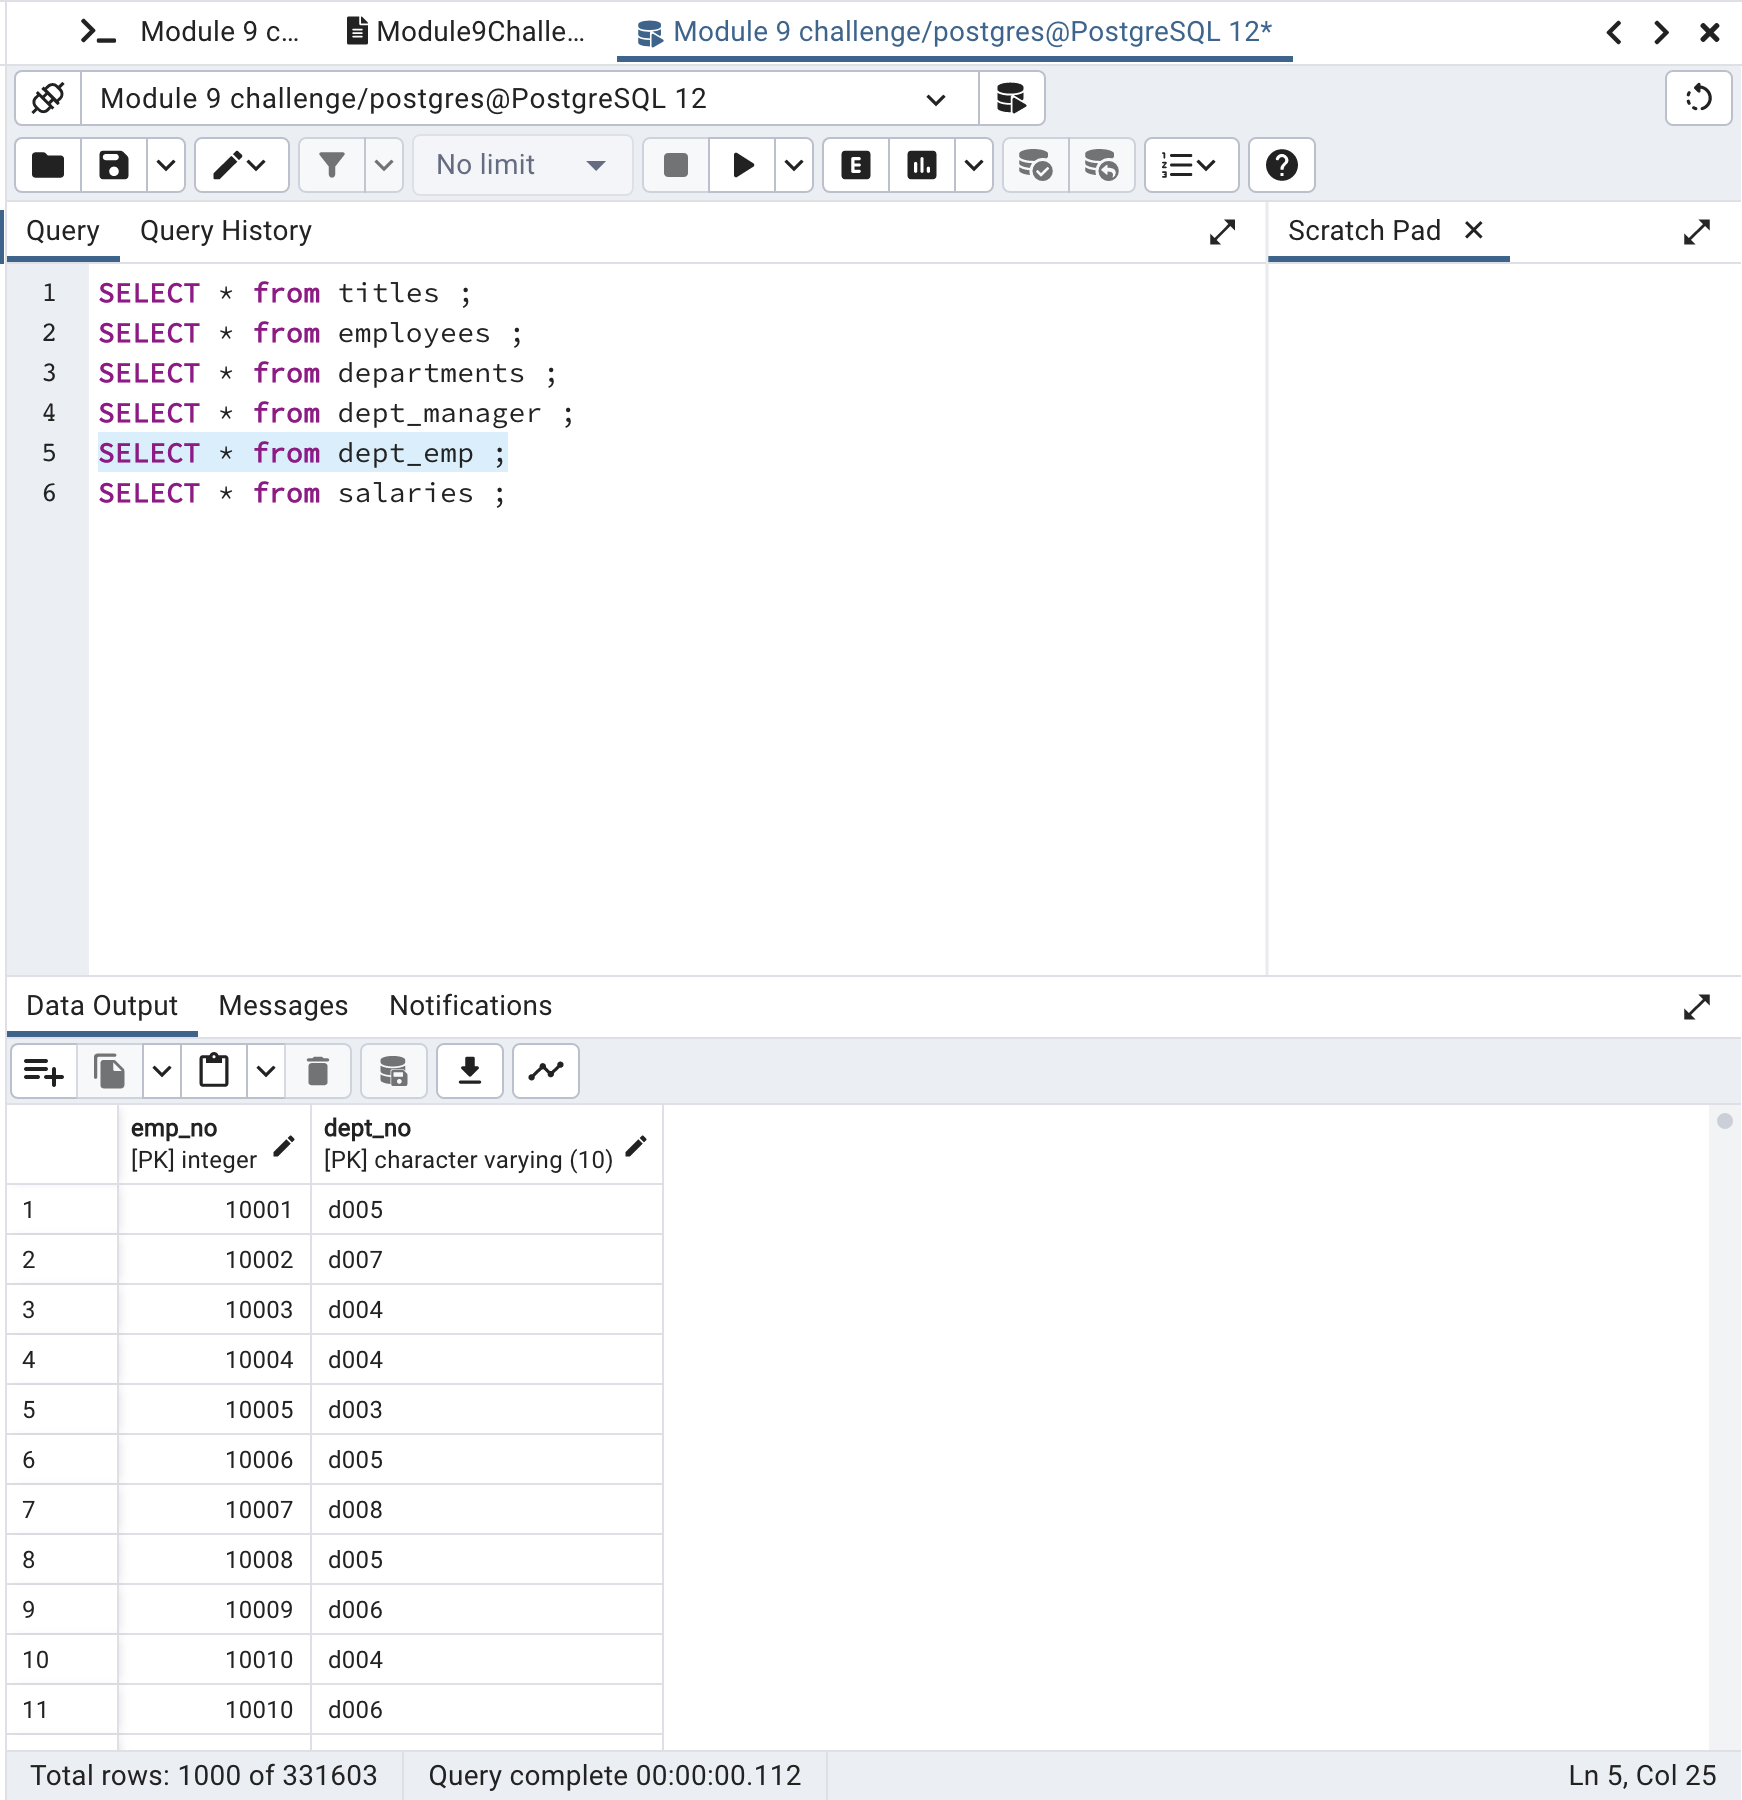 Module 9 c...
Module9Challe...
Module 9 challenge/postgres@PostgreSQL 12*
Module 9 challenge/postgres@PostgreSQL 12
No limit
E
Query
Query History
Scratch Pad
1 SELECT * from titles ;
2 SELECT * from employees ;
3 SELECT * from departments ;
4 SELECT * from dept_manager ;
5 SELECT * from dept_emp ;
6 SELECT * from salaries ;
Data Output
Messages
Notifications
emp_no
[PK] integer
dept_no
[PK] character varying (10)
1 10001 d005
2 10002 d007
3 10003 d004
4 10004 d004
5 10005 d003
6 10006 d005
7 10007 d008
8 10008 d005
9 10009 d006
10 10010 d004
11 10010 d006
Total rows: 1000 of 331603
Query complete 00:00:00.112
Ln 5, Col 25